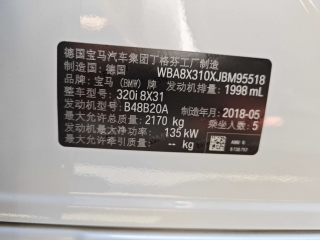 德国宝马汽车集团丁格芬工厂制造
制造国：德国 WBA8X310XJBM95518
品牌：宝马 (BMW) 牌 发动机排量：1998 mL
整车型号：320i 8X31
发动机型号：B48B20A 制造年月：2018-05
最大允许总质量：2170 kg 乘坐人数：5
发动机最大净功率：135 kW
最大允许牵引质量：-- kg